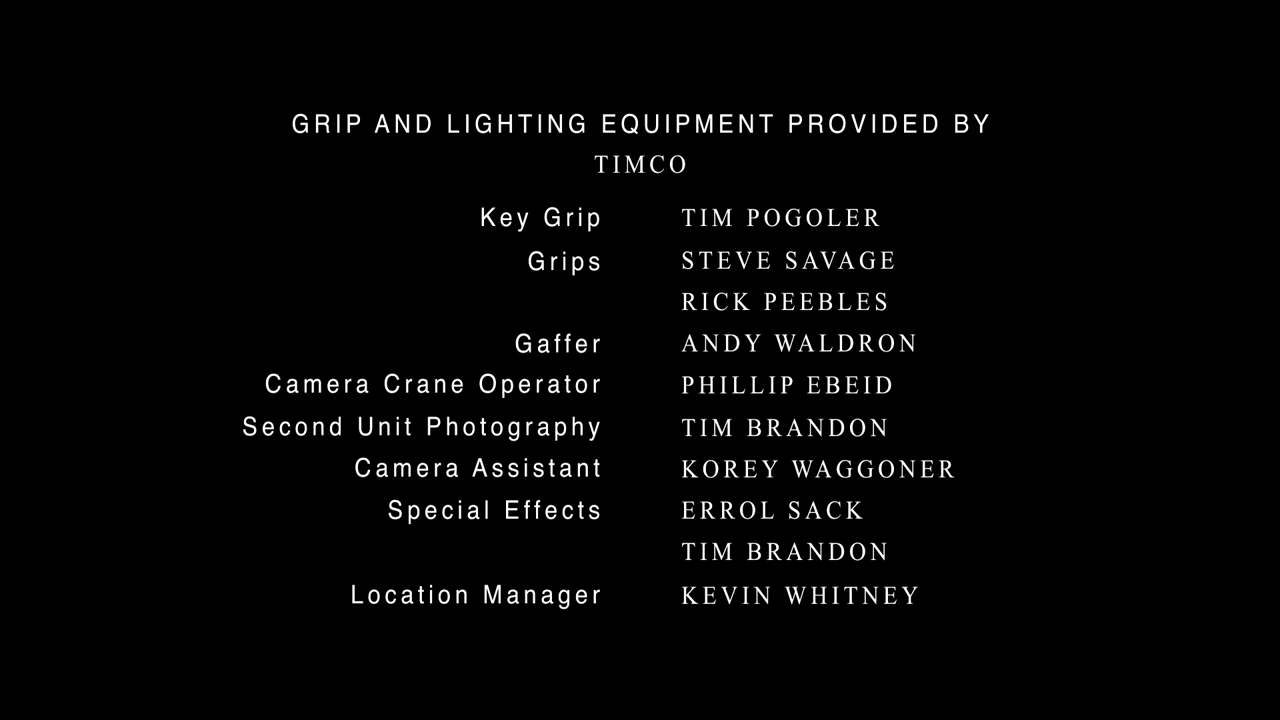 GRIP AND LIGHTING EQUIPMENT PROVIDED BY
TIMCO
Key Grip TIM POGOLER
Grips STEVE SAVAGE
RICK PEEBLES
Gaffer ANDY WALDRON
Camera Crane Operator PHILLIP EBEID
Second Unit Photography TIM BRANDON
Camera Assistant KOREY WAGGONER
Special Effects ERROL SACK
TIM BRANDON
Location Manager KEVIN WHITNEY